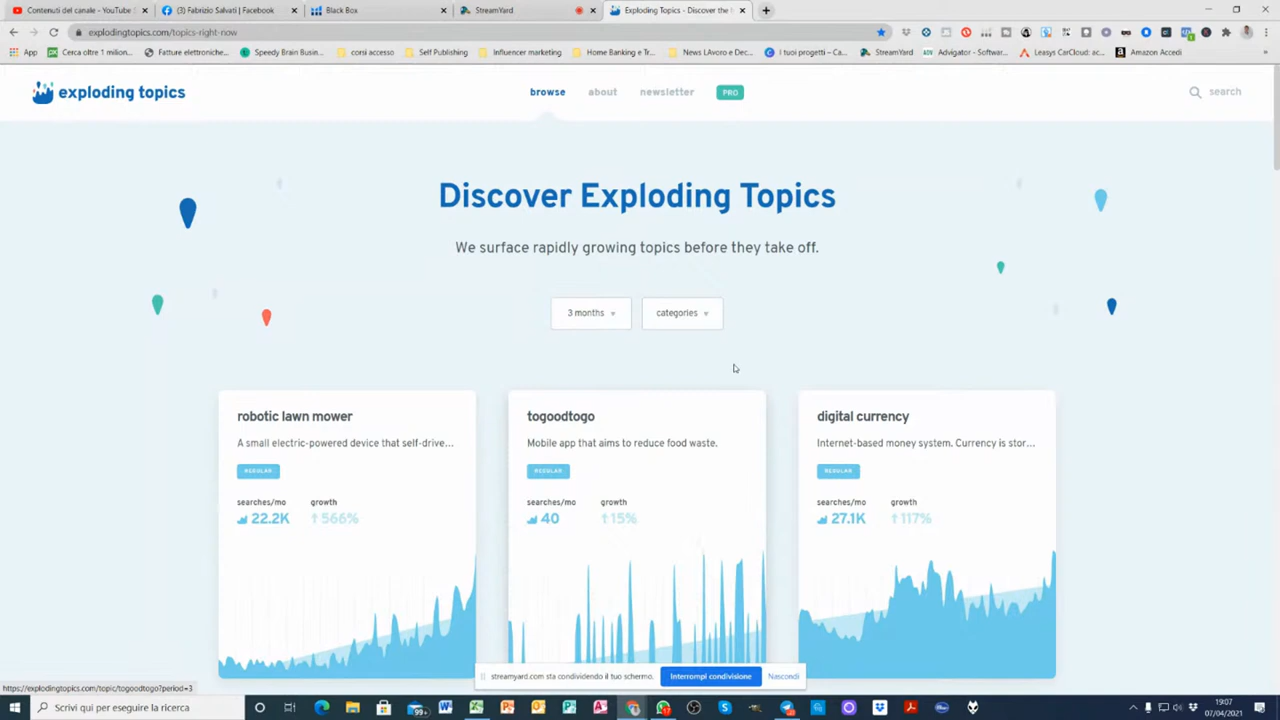 Contenuti del canale - YouTube S
(3) Fabrizio Salvati | Facebook
Black Box
StreamYard
Exploding Topics - Discover the
explodingtopics.com/topics-right-now
App
Cerca oltre 1 milion...
Fatture elettroniche...
Speedy Brain Busin...
corsi accesso
Self Publishing
Influencer marketing
Home Banking e Tr...
News LAvoro e Dec...
I tuoi progetti – Ca...
StreamYard
Advigator - Softwar...
Leasys CarCloud: ac...
Amazon Accedi
exploding topics
browse
about
newsletter
PRO
search
Discover Exploding Topics
We surface rapidly growing topics before they take off.
3 months
categories
robotic lawn mower
A small electric-powered device that self-drive...
REGULAR
searches/mo growth
22.2K ↑566%
togoodtogo
Mobile app that aims to reduce food waste.
REGULAR
searches/mo growth
40 ↑15%
digital currency
Internet-based money system. Currency is stor...
REGULAR
searches/mo growth
27.1K ↑117%
streamyard.com sta condividendo il tuo schermo.
Interrompi condivisione
Nascondi
https://explodingtopics.com/topic/togoodtogo?period=3
Scrivi qui per eseguire la ricerca
99+
19:07
07/04/2021